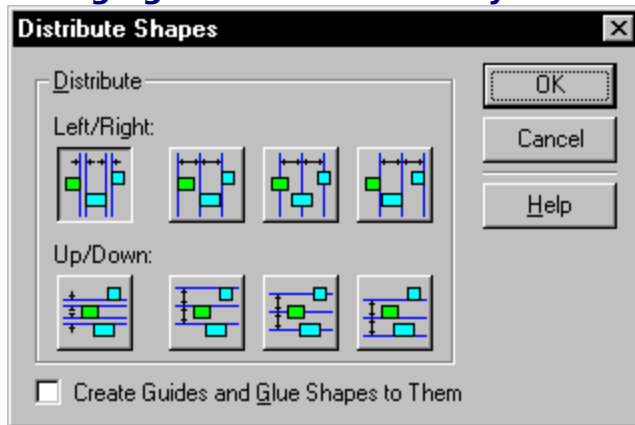 Distribute Shapes
Distribute
OK
Left/Right:
Cancel
Help
Up/Down:
Create Guides and Glue Shapes to Them